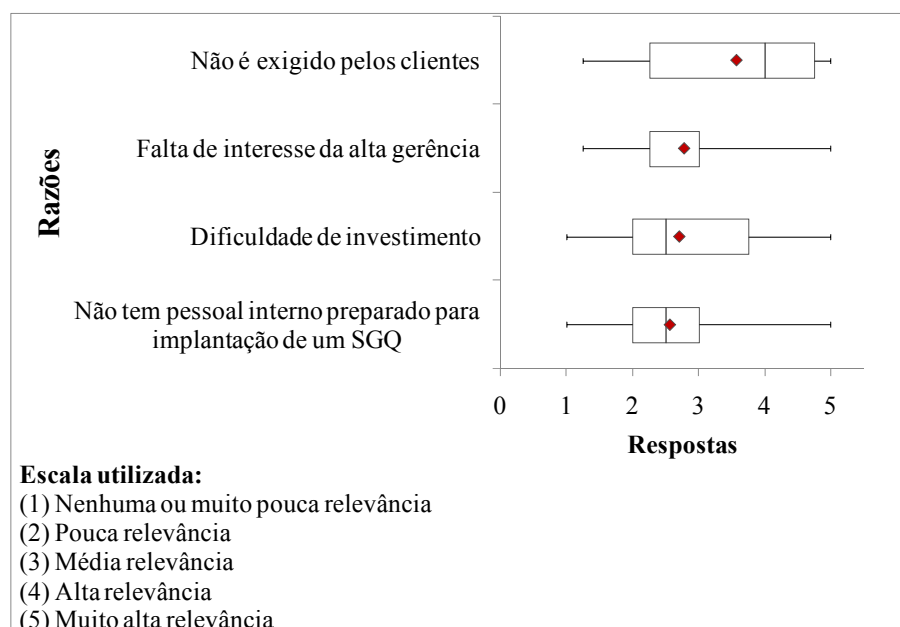 Não é exigido pelos clientes
Falta de interesse da alta gerência
Razões
Dificuldade de investimento
Não tem pessoal interno preparado para
implantação de um SGQ
0 1 2 3 4 5
Respostas
Escala utilizada:
(1) Nenhuma ou muito pouca relevância
(2) Pouca relevância
(3) Média relevância
(4) Alta relevância
(5) Muito alta relevância